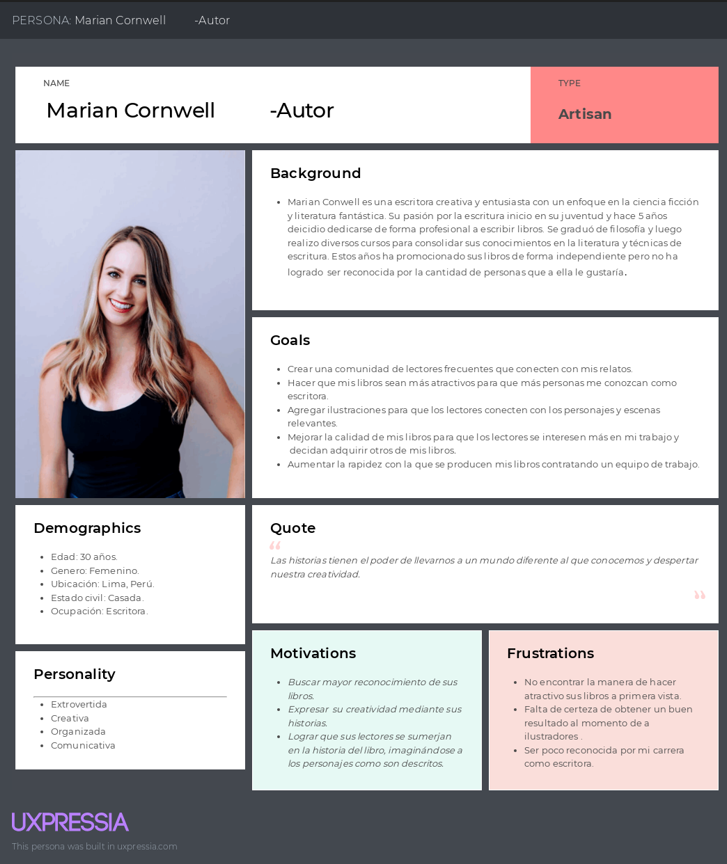 PERSONA: Marian Cornwell -Autor
NAME
Marian Cornwell -Autor
TYPE
Artisan
Background
Marian Conwell es una escritora creativa y entusiasta con un enfoque en la ciencia ficción
y literatura fantástica. Su pasión por la escritura inicio en su juventud y hace 5 años
deicidio dedicarse de forma profesional a escribir libros. Se graduó de filosofía y luego
realizo diversos cursos para consolidar sus conocimientos en la literatura y técnicas de
escritura. Estos años ha promocionado sus libros de forma independiente pero no ha
logrado ser reconocida por la cantidad de personas que a ella le gustaría.
Goals
Crear una comunidad de lectores frecuentes que conecten con mis relatos.
Hacer que mis libros sean más atractivos para que más personas me conozcan como
escritora.
Agregar ilustraciones para que los lectores conecten con los personajes y escenas
relevantes.
Mejorar la calidad de mis libros para que los lectores se interesen más en mi trabajo y
decidan adquirir otros de mis libros.
Aumentar la rapidez con la que se producen mis libros contratando un equipo de trabajo.
Demographics
Edad: 30 años.
Genero: Femenino.
Ubicación: Lima, Perú.
Estado civil: Casada.
Ocupación: Escritora.
Quote
“
Las historias tienen el poder de llevarnos a un mundo diferente al que conocemos y despertar
nuestra creatividad.
”
Personality
Extrovertida
Creativa
Organizada
Comunicativa
Motivations
Buscar mayor reconocimiento de sus
libros.
Expresar su creatividad mediante sus
historias.
Lograr que sus lectores se sumerjan
en la historia del libro, imaginándose a
los personajes como son descritos.
Frustrations
No encontrar la manera de hacer
atractivo sus libros a primera vista.
Falta de certeza de obtener un buen
resultado al momento de a
ilustradores .
Ser poco reconocida por mi carrera
como escritora.
UXPRESSIA
This persona was built in uxpressia.com